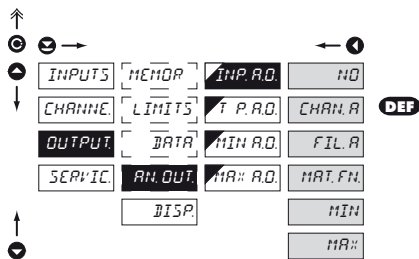 INPUTS MEMOR INP. A.O. NO
CHANNE. LIMITS T P. A.O. CHAN. A DEF
OUTPUT. DATA MIN A.O. FIL. A
SERVIC. AN. OUT. MAX A.O. MAT. FN.
DISP. MIN
MAX